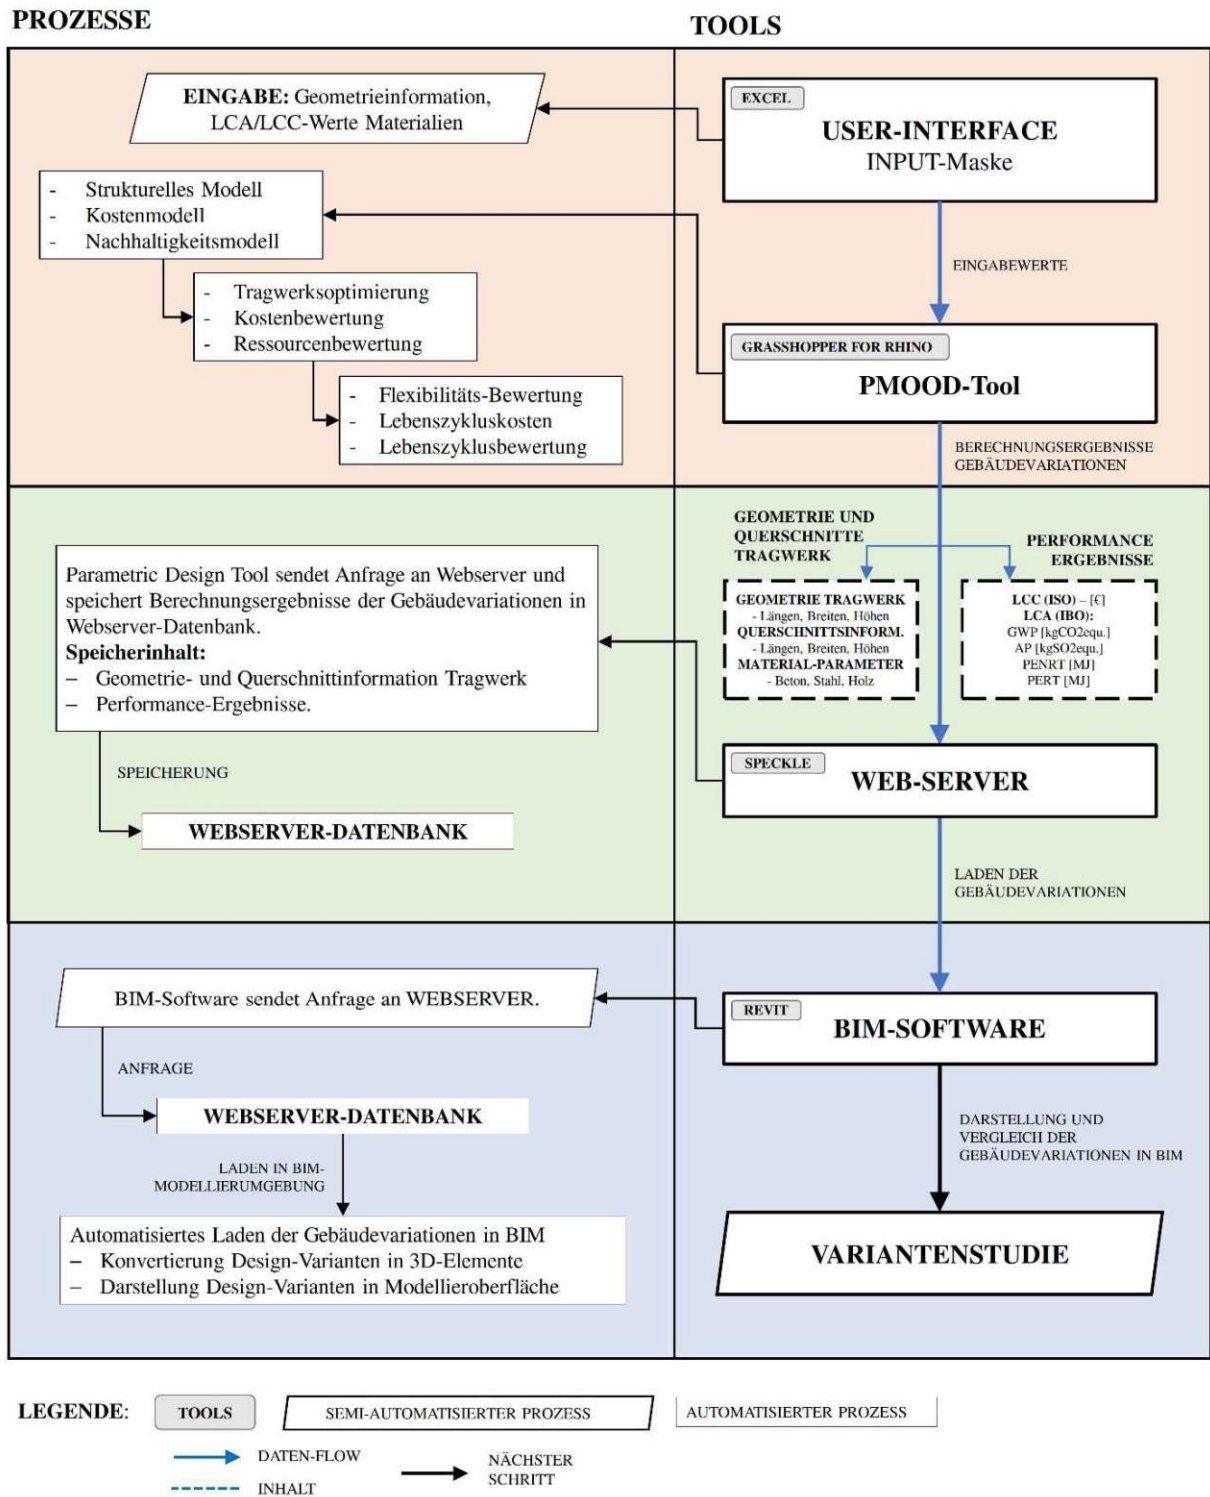 PROZESSE
TOOLS
EINGABE: Geometrieinformation,
LCA/LCC-Werte Materialien
EXCEL
USER-INTERFACE
INPUT-Maske
- Strukturelles Modell
- Kostenmodell
- Nachhaltigkeitsmodell
EINGABEWERTE
- Tragwerksoptimierung
- Kostenbewertung
- Ressourcenbewertung
GRASSHOPPER FOR RHINO
PMOOD-Tool
- Flexibilitäts-Bewertung
- Lebenszykluskosten
- Lebenszyklusbewertung
BERECHNUNGSERGEBNISSE
GEBÄUDEVARIATIONEN
GEOMETRIE UND
QUERSCHNITTE
TRAGWERK
PERFORMANCE
ERGEBNISSE
Parametric Design Tool sendet Anfrage an Webserver und
speichert Berechnungsergebnisse der Gebäudevariationen in
Webserver-Datenbank.
Speicherinhalt:
– Geometrie- und Querschnittinformation Tragwerk
– Performance-Ergebnisse.
GEOMETRIE TRAGWERK
- Längen, Breiten, Höhen
QUERSCHNITTSINFORM.
- Längen, Breiten, Höhen
MATERIAL-PARAMETER
- Beton, Stahl, Holz
LCC (ISO) – [€]
LCA (IBO):
GWP [kgCO2equ.]
AP [kgSO2equ.]
PENRT [MJ]
PERT [MJ]
SPEICHERUNG
WEBSERVER-DATENBANK
SPECKLE
WEB-SERVER
LADEN DER
GEBÄUDEVARIATIONEN
BIM-Software sendet Anfrage an WEBSERVER.
REVIT
BIM-SOFTWARE
ANFRAGE
WEBSERVER-DATENBANK
DARSTELLUNG UND
VERGLEICH DER
GEBÄUDEVARIATIONEN IN BIM
LADEN IN BIM-
MODELLIERUMGEBUNG
Automatisiertes Laden der Gebäudevariationen in BIM
– Konvertierung Design-Varianten in 3D-Elemente
– Darstellung Design-Varianten in Modellieroberfläche
VARIANTENSTUDIE
LEGENDE:
TOOLS
SEMI-AUTOMATISIERTER PROZESS
AUTOMATISIERTER PROZESS
DATEN-FLOW
INHALT
NÄCHSTER
SCHRITT